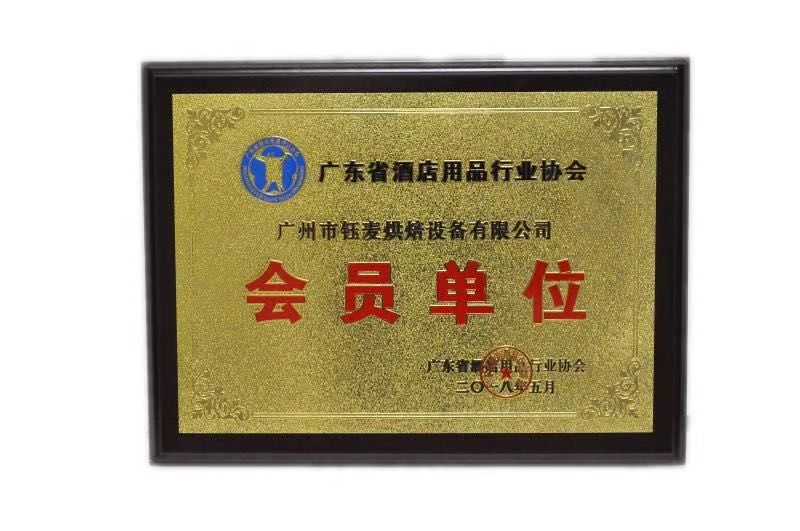 广东省酒店用品行业协会
广州市钰麦烘焙设备有限公司
会员单位
广东省酒店用品行业协会
二〇一八年五月